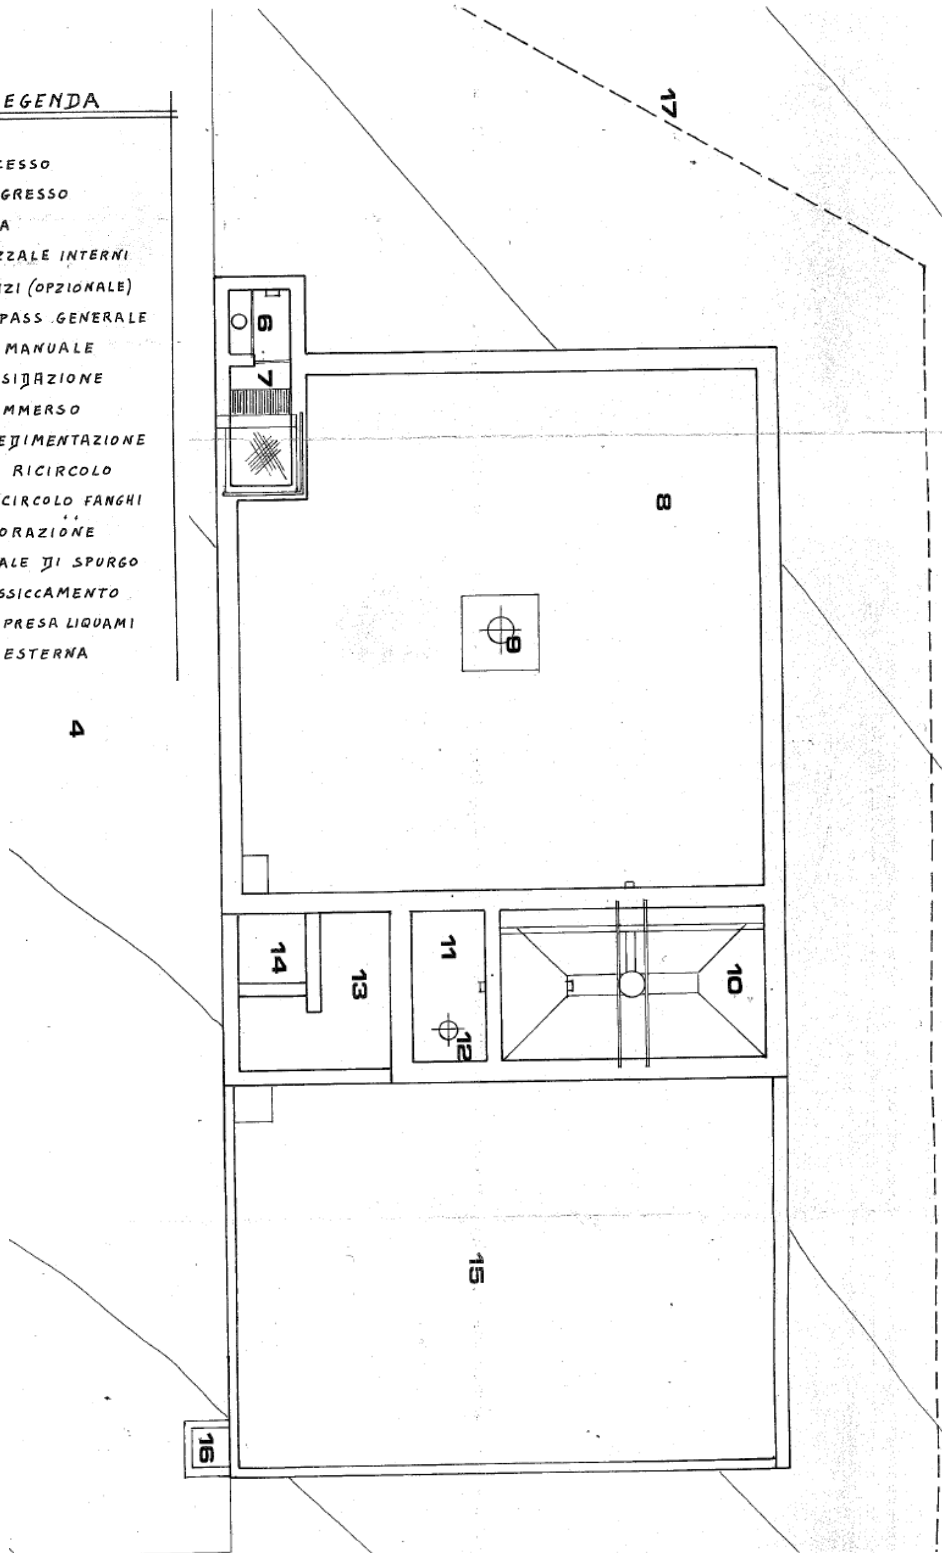 EGENDA
CESSO
GRESSO
A
ZZALE INTERNI
IZI (OPZIONALE)
PASS GENERALE
MANUALE
SIDAZIONE
MMERSO
EDIMENTAZIONE
RICIRCOLO
CIRCOLO FANGHI
ORAZIONE
ALE DI SPURGO
SSICCAMENTO
PRESA LIQUAMI
ESTERNA
17
6
7
8
9
4
14
13
11
12
10
15
16